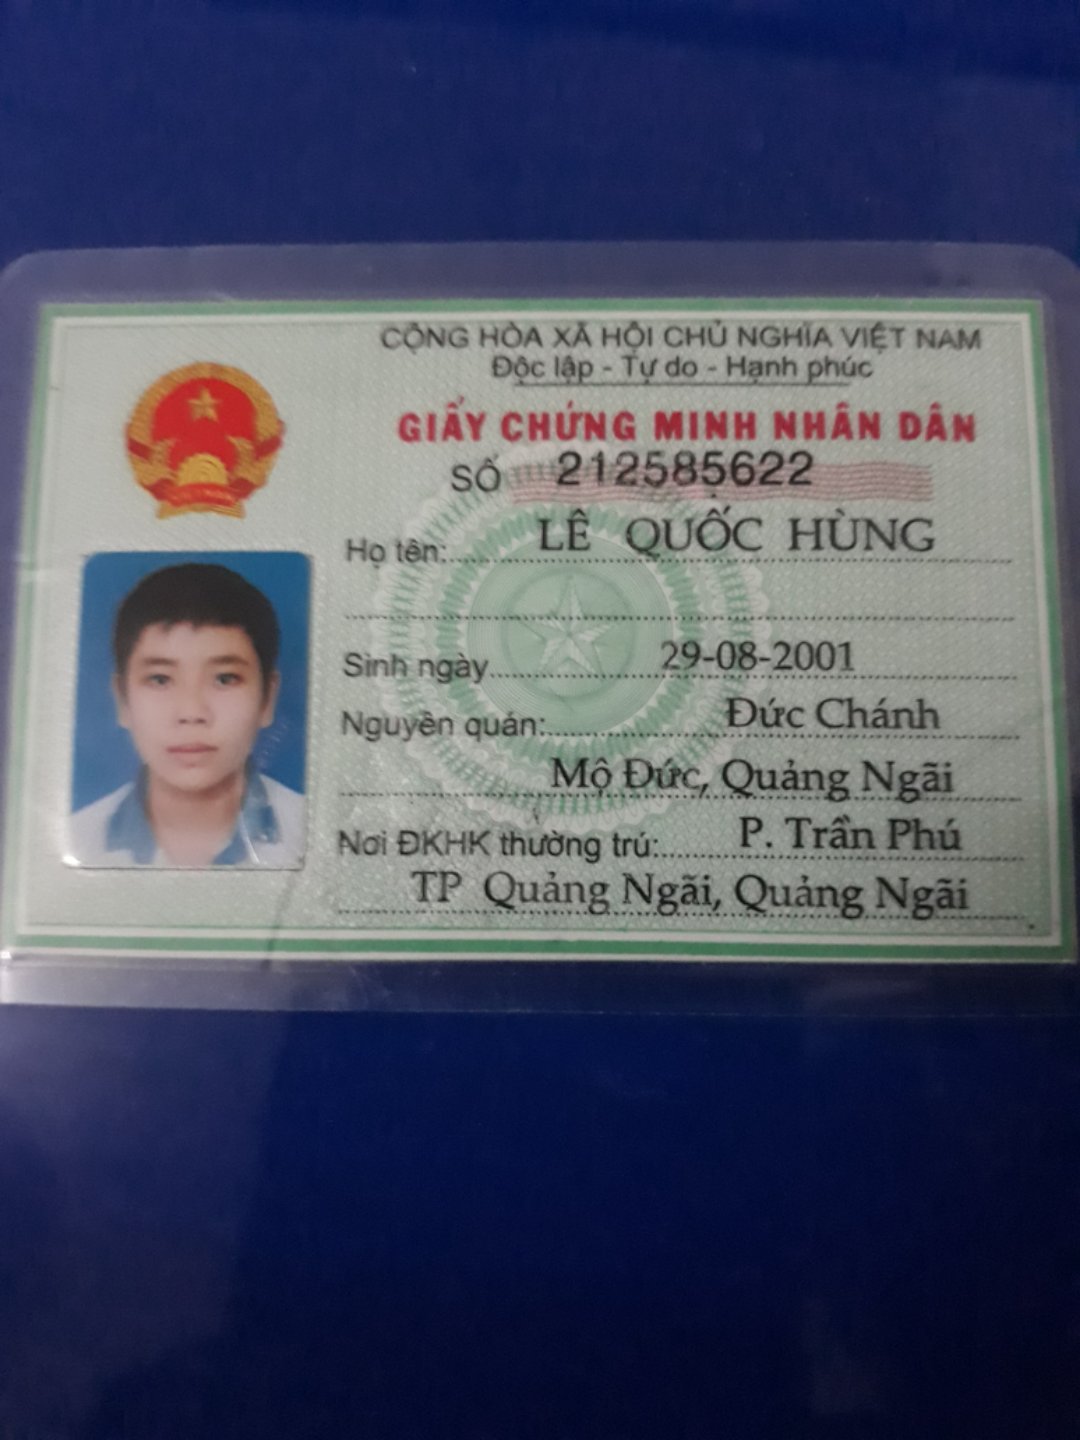 CỘNG HÒA XÃ HỘI CHỦ NGHĨA VIỆT NAM
Độc lập - Tự do - Hạnh phúc
GIẤY CHỨNG MINH NHÂN DÂN
SỐ 212585622
Họ tên: LÊ QUỐC HÙNG
Sinh ngày 29-08-2001
Nguyên quán: Đức Chánh
Mộ Đức, Quảng Ngãi
Nơi ĐKHK thường trú: P. Trần Phú
TP Quảng Ngãi, Quảng Ngãi